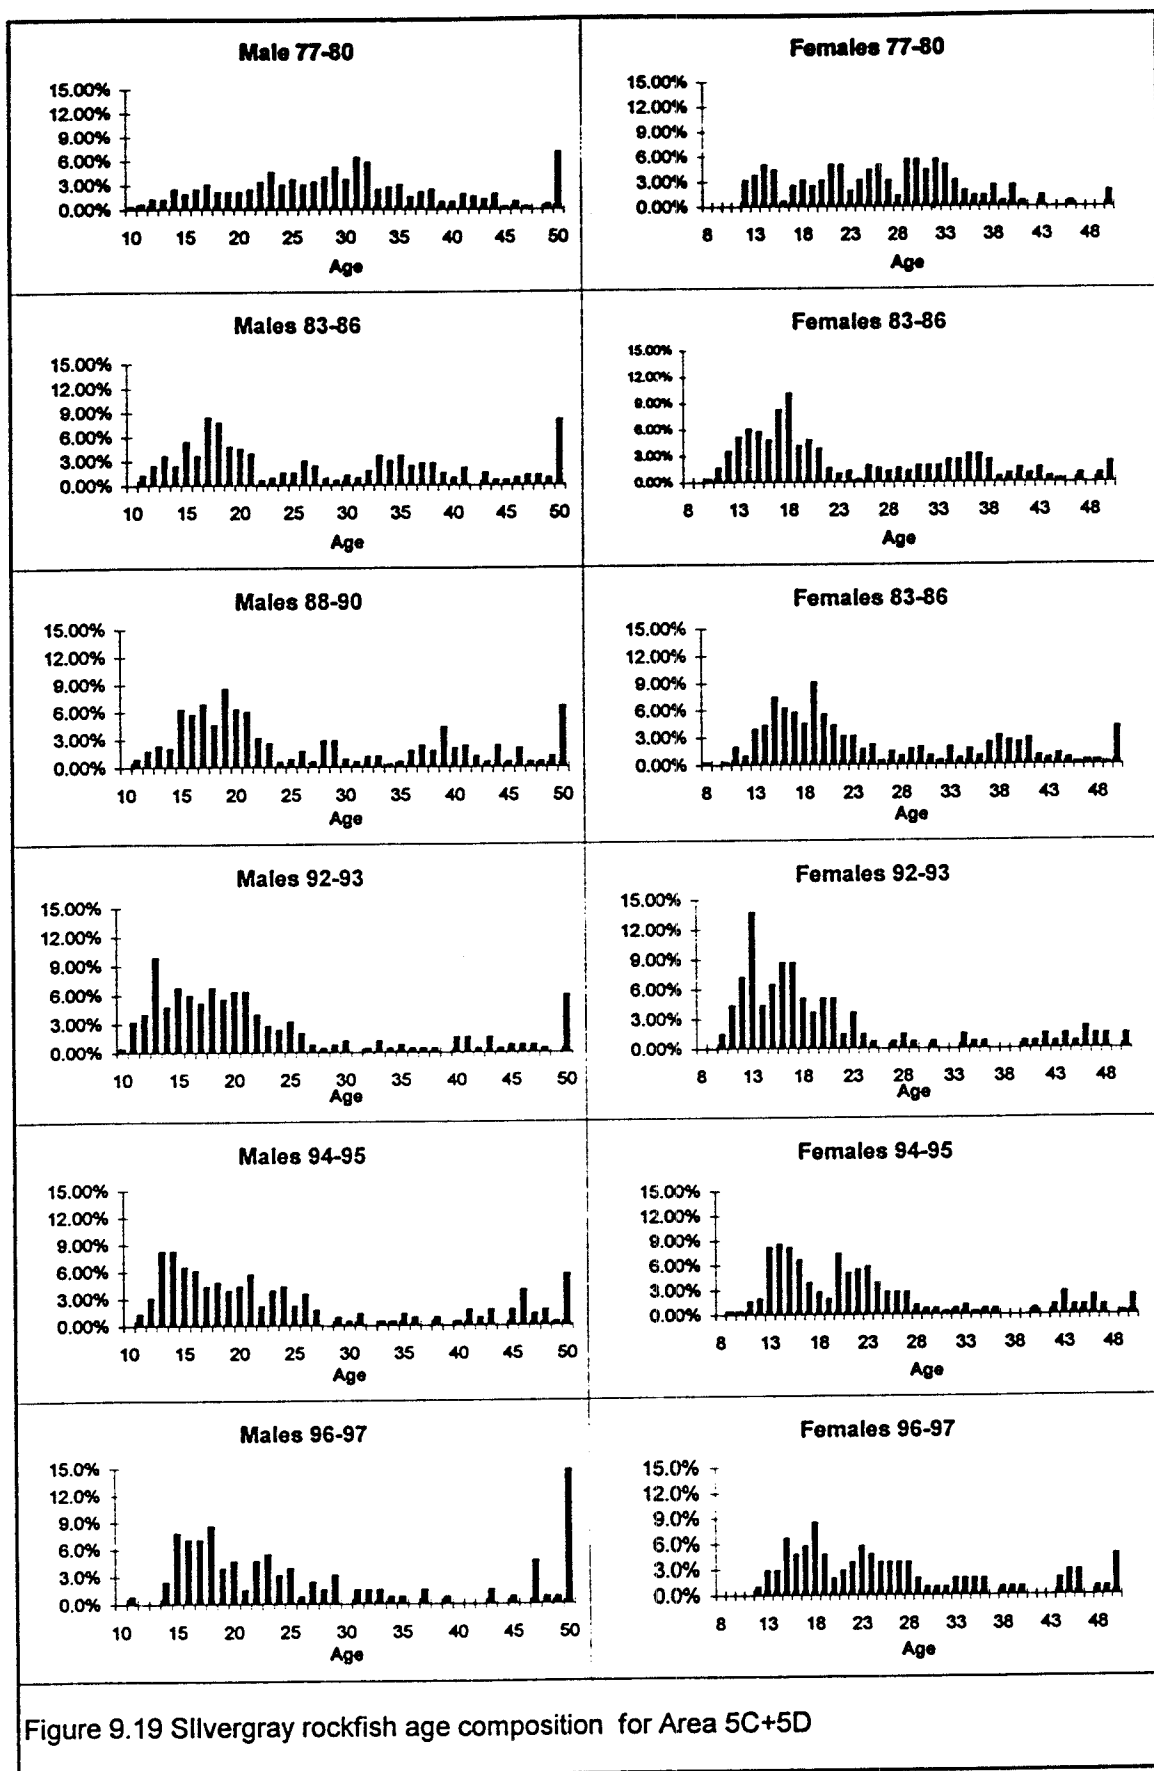 Male 77-80
15.00%
12.00%
9.00%
6.00%
3.00%
0.00%
10 15 20 25 30 35 40 45 50
Age
Females 77-80
15.00%
12.00%
9.00%
6.00%
3.00%
0.00%
8 13 18 23 28 33 38 43 48
Age
Males 83-86
15.00%
12.00%
9.00%
6.00%
3.00%
0.00%
10 15 20 25 30 35 40 45 50
Age
Females 83-86
15.00%
12.00%
9.00%
6.00%
3.00%
0.00%
8 13 18 23 28 33 38 43 48
Age
Males 88-90
15.00%
12.00%
9.00%
6.00%
3.00%
0.00%
10 15 20 25 30 35 40 45 50
Age
Females 83-86
15.00%
12.00%
9.00%
6.00%
3.00%
0.00%
8 13 18 23 28 33 38 43 48
Age
Males 92-93
15.00%
12.00%
9.00%
6.00%
3.00%
0.00%
10 15 20 25 30 35 40 45 50
Age
Females 92-93
15.00%
12.00%
9.00%
6.00%
3.00%
0.00%
8 13 18 23 28 33 38 43 48
Age
Males 94-95
15.00%
12.00%
9.00%
6.00%
3.00%
0.00%
10 15 20 25 30 35 40 45 50
Age
Females 94-95
15.00%
12.00%
9.00%
6.00%
3.00%
0.00%
8 13 18 23 28 33 38 43 48
Age
Males 96-97
15.0%
12.0%
9.0%
6.0%
3.0%
0.0%
10 15 20 25 30 35 40 45 50
Age
Females 96-97
15.0%
12.0%
9.0%
6.0%
3.0%
0.0%
8 13 18 23 28 33 38 43 48
Age
Figure 9.19 Silvergray rockfish age composition for Area 5C+5D